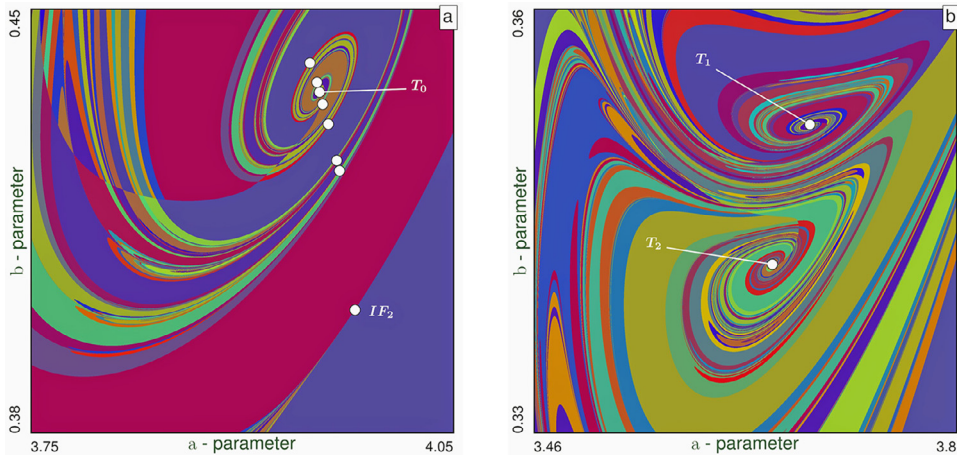 a
0.45
T0
b - parameter
IF2
0.38
3.75
a - parameter
4.05
b
0.36
T1
b - parameter
T2
0.33
3.46
a - parameter
3.8